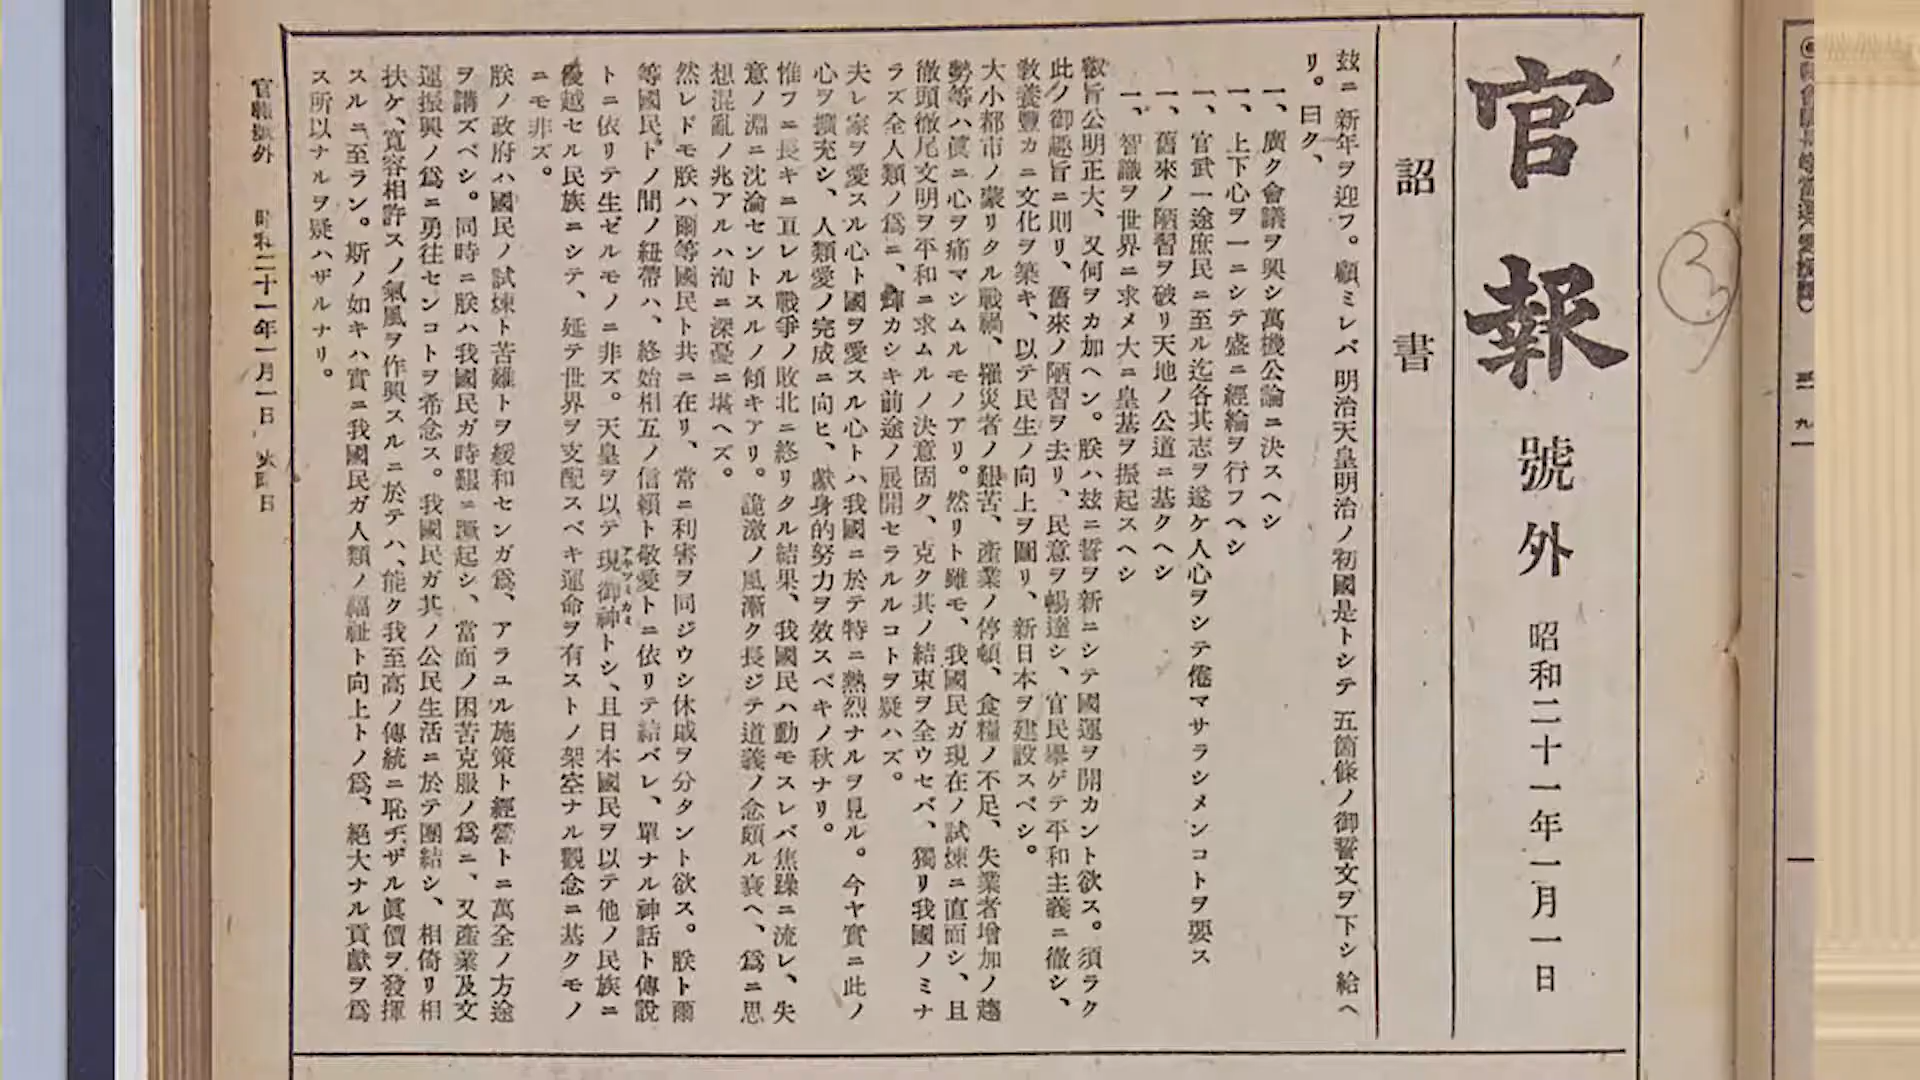 官報 號外 昭和二十一年一月一日
詔書
玆ニ新年ヲ迎フ。顧ミレバ明治天皇明治ノ初國是トシテ五箇條ノ御誓文ヲ下シ給ヘ
リ。曰ク、
一、廣ク會議ヲ興シ萬機公論ニ決スヘシ
一、上下心ヲ一ニシテ盛ニ經綸ヲ行フヘシ
一、官武一途庶民ニ至ル迄各其志ヲ遂ケ人心ヲシテ倦マサラシメンコトヲ要ス
一、舊來ノ陋習ヲ破リ天地ノ公道ニ基クヘシ
一、智識ヲ世界ニ求メ大ニ皇基ヲ振起スヘシ
叡旨公明正大、又何ヲカ加ヘン。朕ハ玆ニ誓ヲ新ニシテ國運ヲ開カント欲ス。須ラク
此ノ御趣旨ニ則リ、舊來ノ陋習ヲ去リ、民意ヲ暢達シ、官民擧ゲテ平和主義ニ徹シ、
敎養豐カニ文化ヲ築キ、以テ民生ノ向上ヲ圖リ、新日本ヲ建設スベシ。
大小都市ノ蒙リタル戰禍、罹災者ノ艱苦、產業ノ停頓、食糧ノ不足、失業者增加ノ趨
勢等ハ眞ニ心ヲ痛マシムルモノアリ。然リト雖モ、我國民ガ現在ノ試煉ニ直面シ、且
徹頭徹尾文明ヲ平和ニ求ムルノ決意固ク、克ク其ノ結束ヲ全ウセバ、獨リ我國ノミナ
ラズ全人類ノ爲ニ、輝カシキ前途ノ展開セラルルコトヲ疑ハズ。
夫レ家ヲ愛スル心ト國ヲ愛スル心トハ我國ニ於テ特ニ熱烈ナルヲ見ル。今ヤ實ニ此ノ
心ヲ擴充シ、人類愛ノ完成ニ向ヒ、獻身的努力ヲ效スベキノ秋ナリ。
惟フニ長キニ亘レル戰爭ノ敗北ニ終リタル結果、我國民ハ動モスレバ焦躁ニ流レ、失
意ノ淵ニ沈淪セントスルノ傾キアリ。詭激ノ風漸ク長ジテ道義ノ念頗ル衰ヘ、爲ニ思
想混亂ノ兆アルハ洵ニ深憂ニ堪ヘズ。
然レドモ朕ハ爾等國民ト共ニ在リ、常ニ利害ヲ同ジウシ休戚ヲ分タント欲ス。朕ト爾
等國民トノ間ノ紐帶ハ、終始相互ノ信賴ト敬愛トニ依リテ結バレ、單ナル神話ト傳說
トニ依リテ生ゼルモノニ非ズ。天皇ヲ以テ現御神アキツミカミトシ、且日本國民ヲ以テ他ノ民族ニ
優越セル民族ニシテ、延テ世界ヲ支配スベキ運命ヲ有ストノ架空ナル觀念ニ基クモノ
ニモ非ズ。
朕ノ政府ハ國民ノ試煉ト苦難トヲ緩和センガ爲、アラユル施策ト經營トニ萬全ノ方途
ヲ講ズベシ。同時ニ朕ハ我國民ガ時艱ニ蹶起シ、當面ノ困苦克服ノ爲ニ、又產業及文
運振興ノ爲ニ勇往センコトヲ希念ス。我國民ガ其ノ公民生活ニ於テ團結シ、相倚リ相
扶ケ、寬容相許スノ氣風ヲ作興スルニ於テハ、能ク我至高ノ傳統ニ恥ヂザル眞價ヲ發揮
スルニ至ラン。斯ノ如キハ實ニ我國民ガ人類ノ福祉ト向上トノ爲、絕大ナル貢獻ヲ爲
ス所以ナルヲ疑ハザルナリ。
官報號外 昭和二十一年一月一日 火曜日